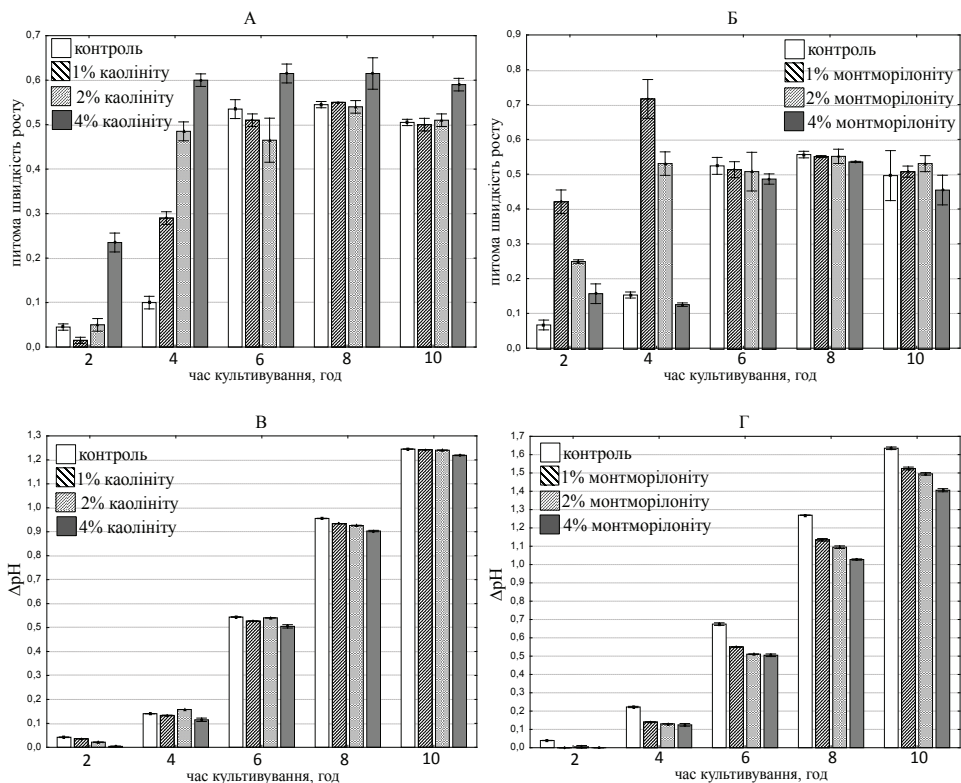 А
питома швидкість росту
0,7
0,6
0,5
0,4
0,3
0,2
0,1
0,0
контроль
1% каолініту
2% каолініту
4% каолініту
2 4 6 8 10
час культивування, год
Б
питома швидкість росту
0,9
0,8
0,7
0,6
0,5
0,4
0,3
0,2
0,1
0,0
контроль
1% монтморілоніту
2% монтморілоніту
4% монтморілоніту
2 4 6 8 10
час культивування, год
В
ΔpH
1,3
1,2
1,1
1,0
0,9
0,8
0,7
0,6
0,5
0,4
0,3
0,2
0,1
0,0
контроль
1% каолініту
2% каолініту
4% каолініту
2 4 6 8 10
час культивування, год
Г
ΔpH
1,7
1,6
1,5
1,4
1,3
1,2
1,1
1,0
0,9
0,8
0,7
0,6
0,5
0,4
0,3
0,2
0,1
0,0
контроль
1% монтморілоніту
2% монтморілоніту
4% монтморілоніту
2 4 6 8 10
час культивування, год